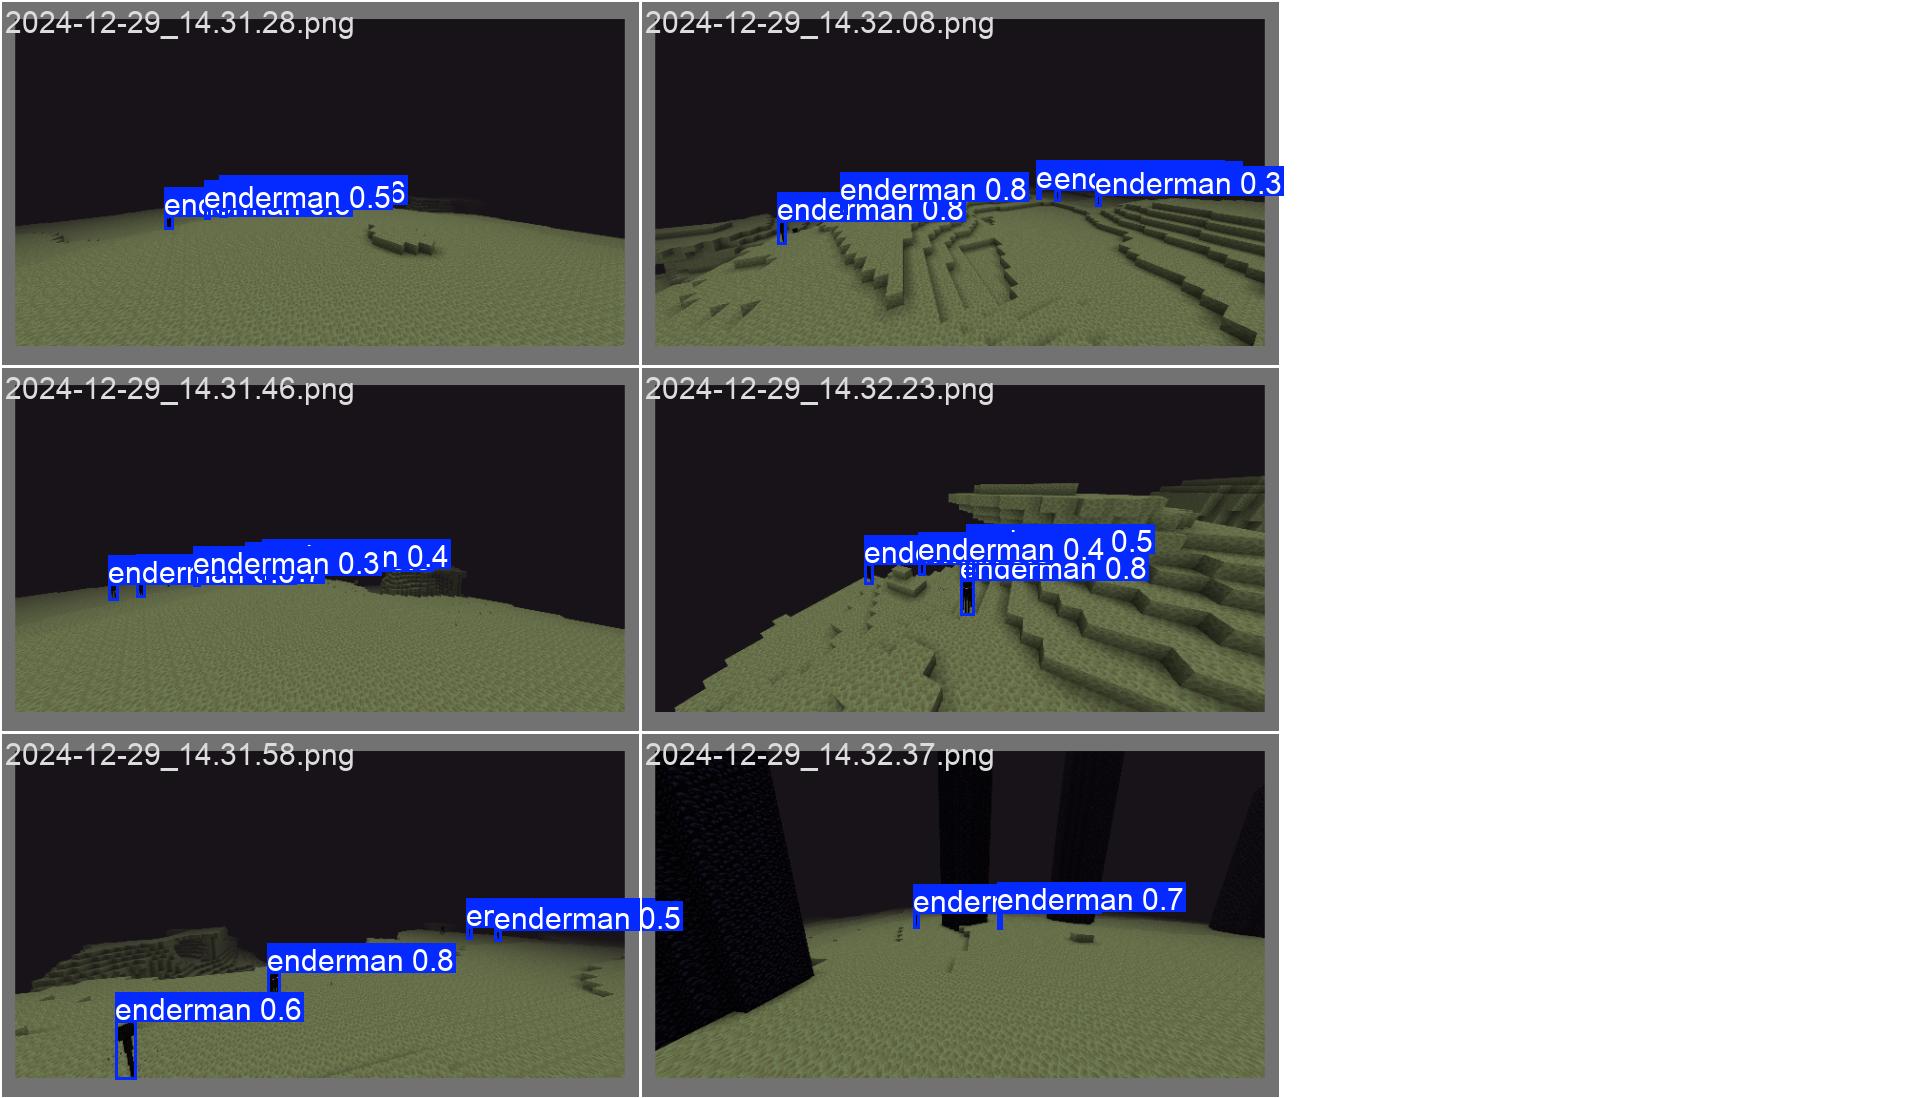 2024-12-29_14.31.28.png
enderman 0.5
6
2024-12-29_14.32.08.png
enderman 0.8
enderman 0.8
enderman 0.3
2024-12-29_14.31.46.png
enderman 0.3
n 0.4
2024-12-29_14.32.23.png
enderman 0.4
0.5
enderman 0.8
2024-12-29_14.31.58.png
enderman 0.5
enderman 0.8
enderman 0.6
2024-12-29_14.32.37.png
enderman 0.7